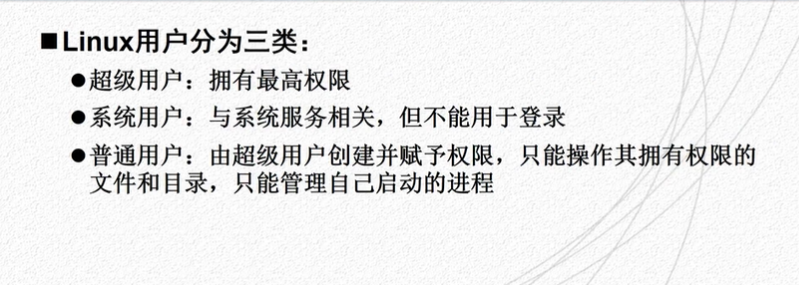 ■Linux用户分为三类：
●超级用户：拥有最高权限
●系统用户：与系统服务相关，但不能用于登录
●普通用户：由超级用户创建并赋予权限，只能操作其拥有权限的
文件和目录，只能管理自己启动的进程